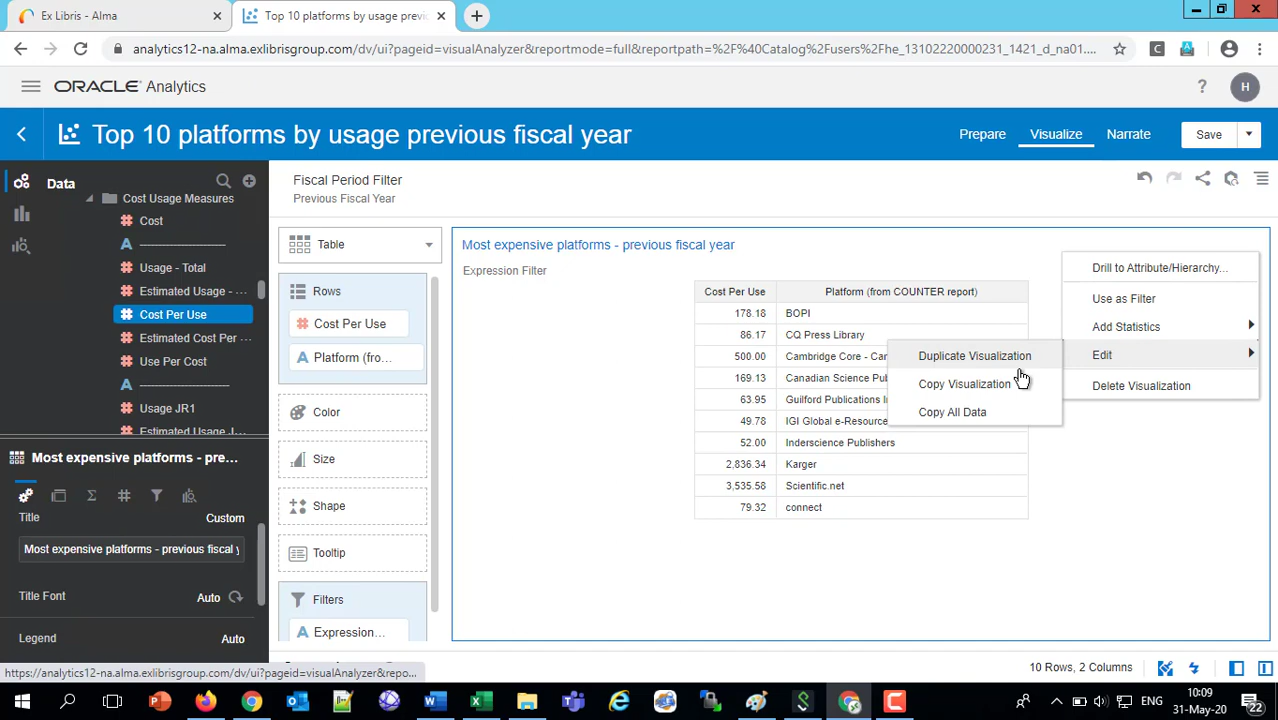 Ex Libris - Alma
Top 10 platforms by usage previou
analytics12-na.alma.exlibrisgroup.com/dv/ui?pageid=visualAnalyzer&reportmode=full&reportpath=%2F%40Catalog%2Fusers%2Fhe_13102220000231_1421_d_na01....
ORACLE Analytics
?
H
Top 10 platforms by usage previous fiscal year
Prepare
Visualize
Narrate
Save
Data
Cost Usage Measures
Cost
A
Usage - Total
Estimated Usage - ...
Cost Per Use
Estimated Cost Per ...
Use Per Cost
A
Usage JR1
Estimated Usage J...
Most expensive platforms - pre...
Title
Custom
Most expensive platforms - previous fiscal y
Title Font
Auto
Legend
Auto
Fiscal Period Filter
Previous Fiscal Year
Table
Rows
Cost Per Use
A Platform (fro...
Color
Size
Shape
Tooltip
Filters
A Expression...
Most expensive platforms - previous fiscal year
Expression Filter
Cost Per Use Platform (from COUNTER report)
178.18 BOPI
86.17 CQ Press Library
500.00 Cambridge Core - Car
169.13 Canadian Science Pub
63.95 Guilford Publications I
49.78 IGI Global e-Resource
52.00 Inderscience Publishers
2,836.34 Karger
3,535.58 Scientific.net
79.32 connect
Drill to Attribute/Hierarchy...
Use as Filter
Add Statistics
Edit
Delete Visualization
Duplicate Visualization
Copy Visualization
Copy All Data
https://analytics12-na.alma.exlibrisgroup.com/dv/ui?pageid=visualAnalyzer&repo...
10 Rows, 2 Columns
ENG
10:09
31-May-20
22